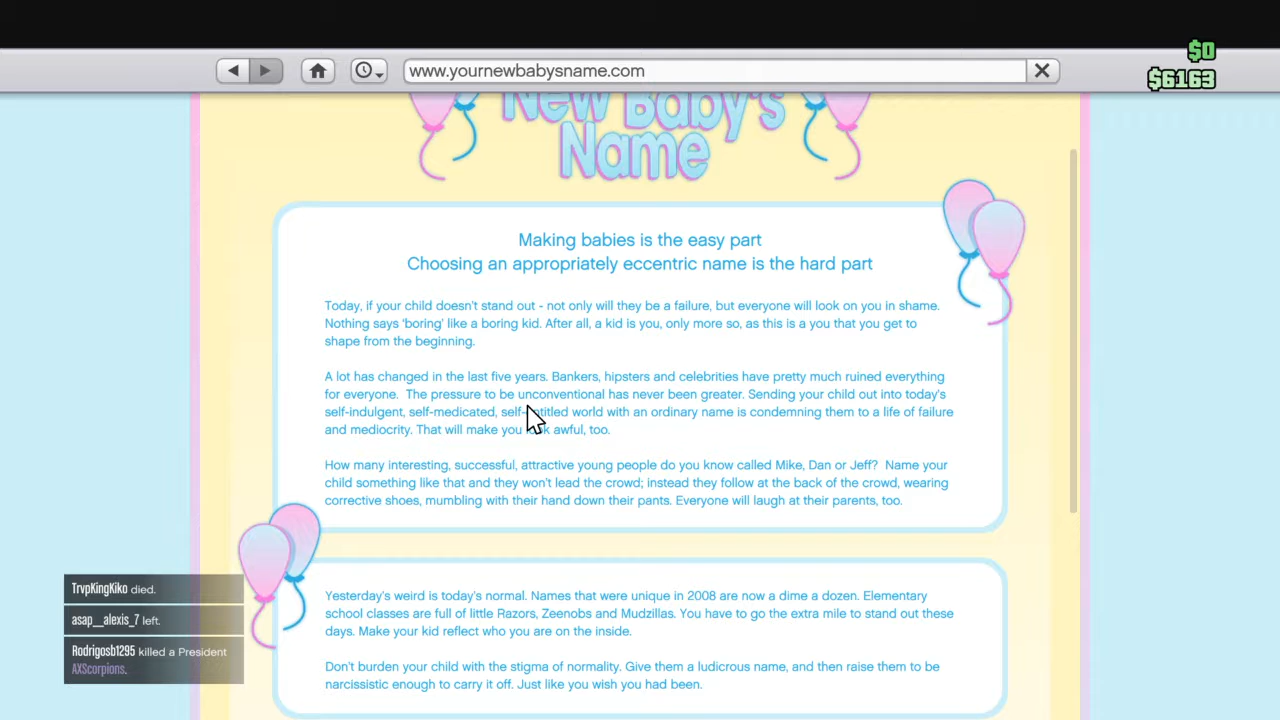 www.yournewbabysname.com
$0
$6163
New Baby's
Name
Making babies is the easy part
Choosing an appropriately eccentric name is the hard part
Today, if your child doesn't stand out - not only will they be a failure, but everyone will look on you in shame.
Nothing says 'boring' like a boring kid. After all, a kid is you, only more so, as this is a you that you get to
shape from the beginning.
A lot has changed in the last five years. Bankers, hipsters and celebrities have pretty much ruined everything
for everyone.  The pressure to be unconventional has never been greater. Sending your child out into today's
self-indulgent, self-medicated, self-entitled world with an ordinary name is condemning them to a life of failure
and mediocrity. That will make you look awful, too.
How many interesting, successful, attractive young people do you know called Mike, Dan or Jeff?  Name your
child something like that and they won't lead the crowd; instead they follow at the back of the crowd, wearing
corrective shoes, mumbling with their hand down their pants. Everyone will laugh at their parents, too.
Yesterday's weird is today's normal. Names that were unique in 2008 are now a dime a dozen. Elementary
school classes are full of little Razors, Zeenobs and Mudzillas. You have to go the extra mile to stand out these
days. Make your kid reflect who you are on the inside.
Don't burden your child with the stigma of normality. Give them a ludicrous name, and then raise them to be
narcissistic enough to carry it off. Just like you wish you had been.
TrvpKingKiko died.
asap__alexis_7 left.
Rodrigosb1295 killed a President
AXScorpions.